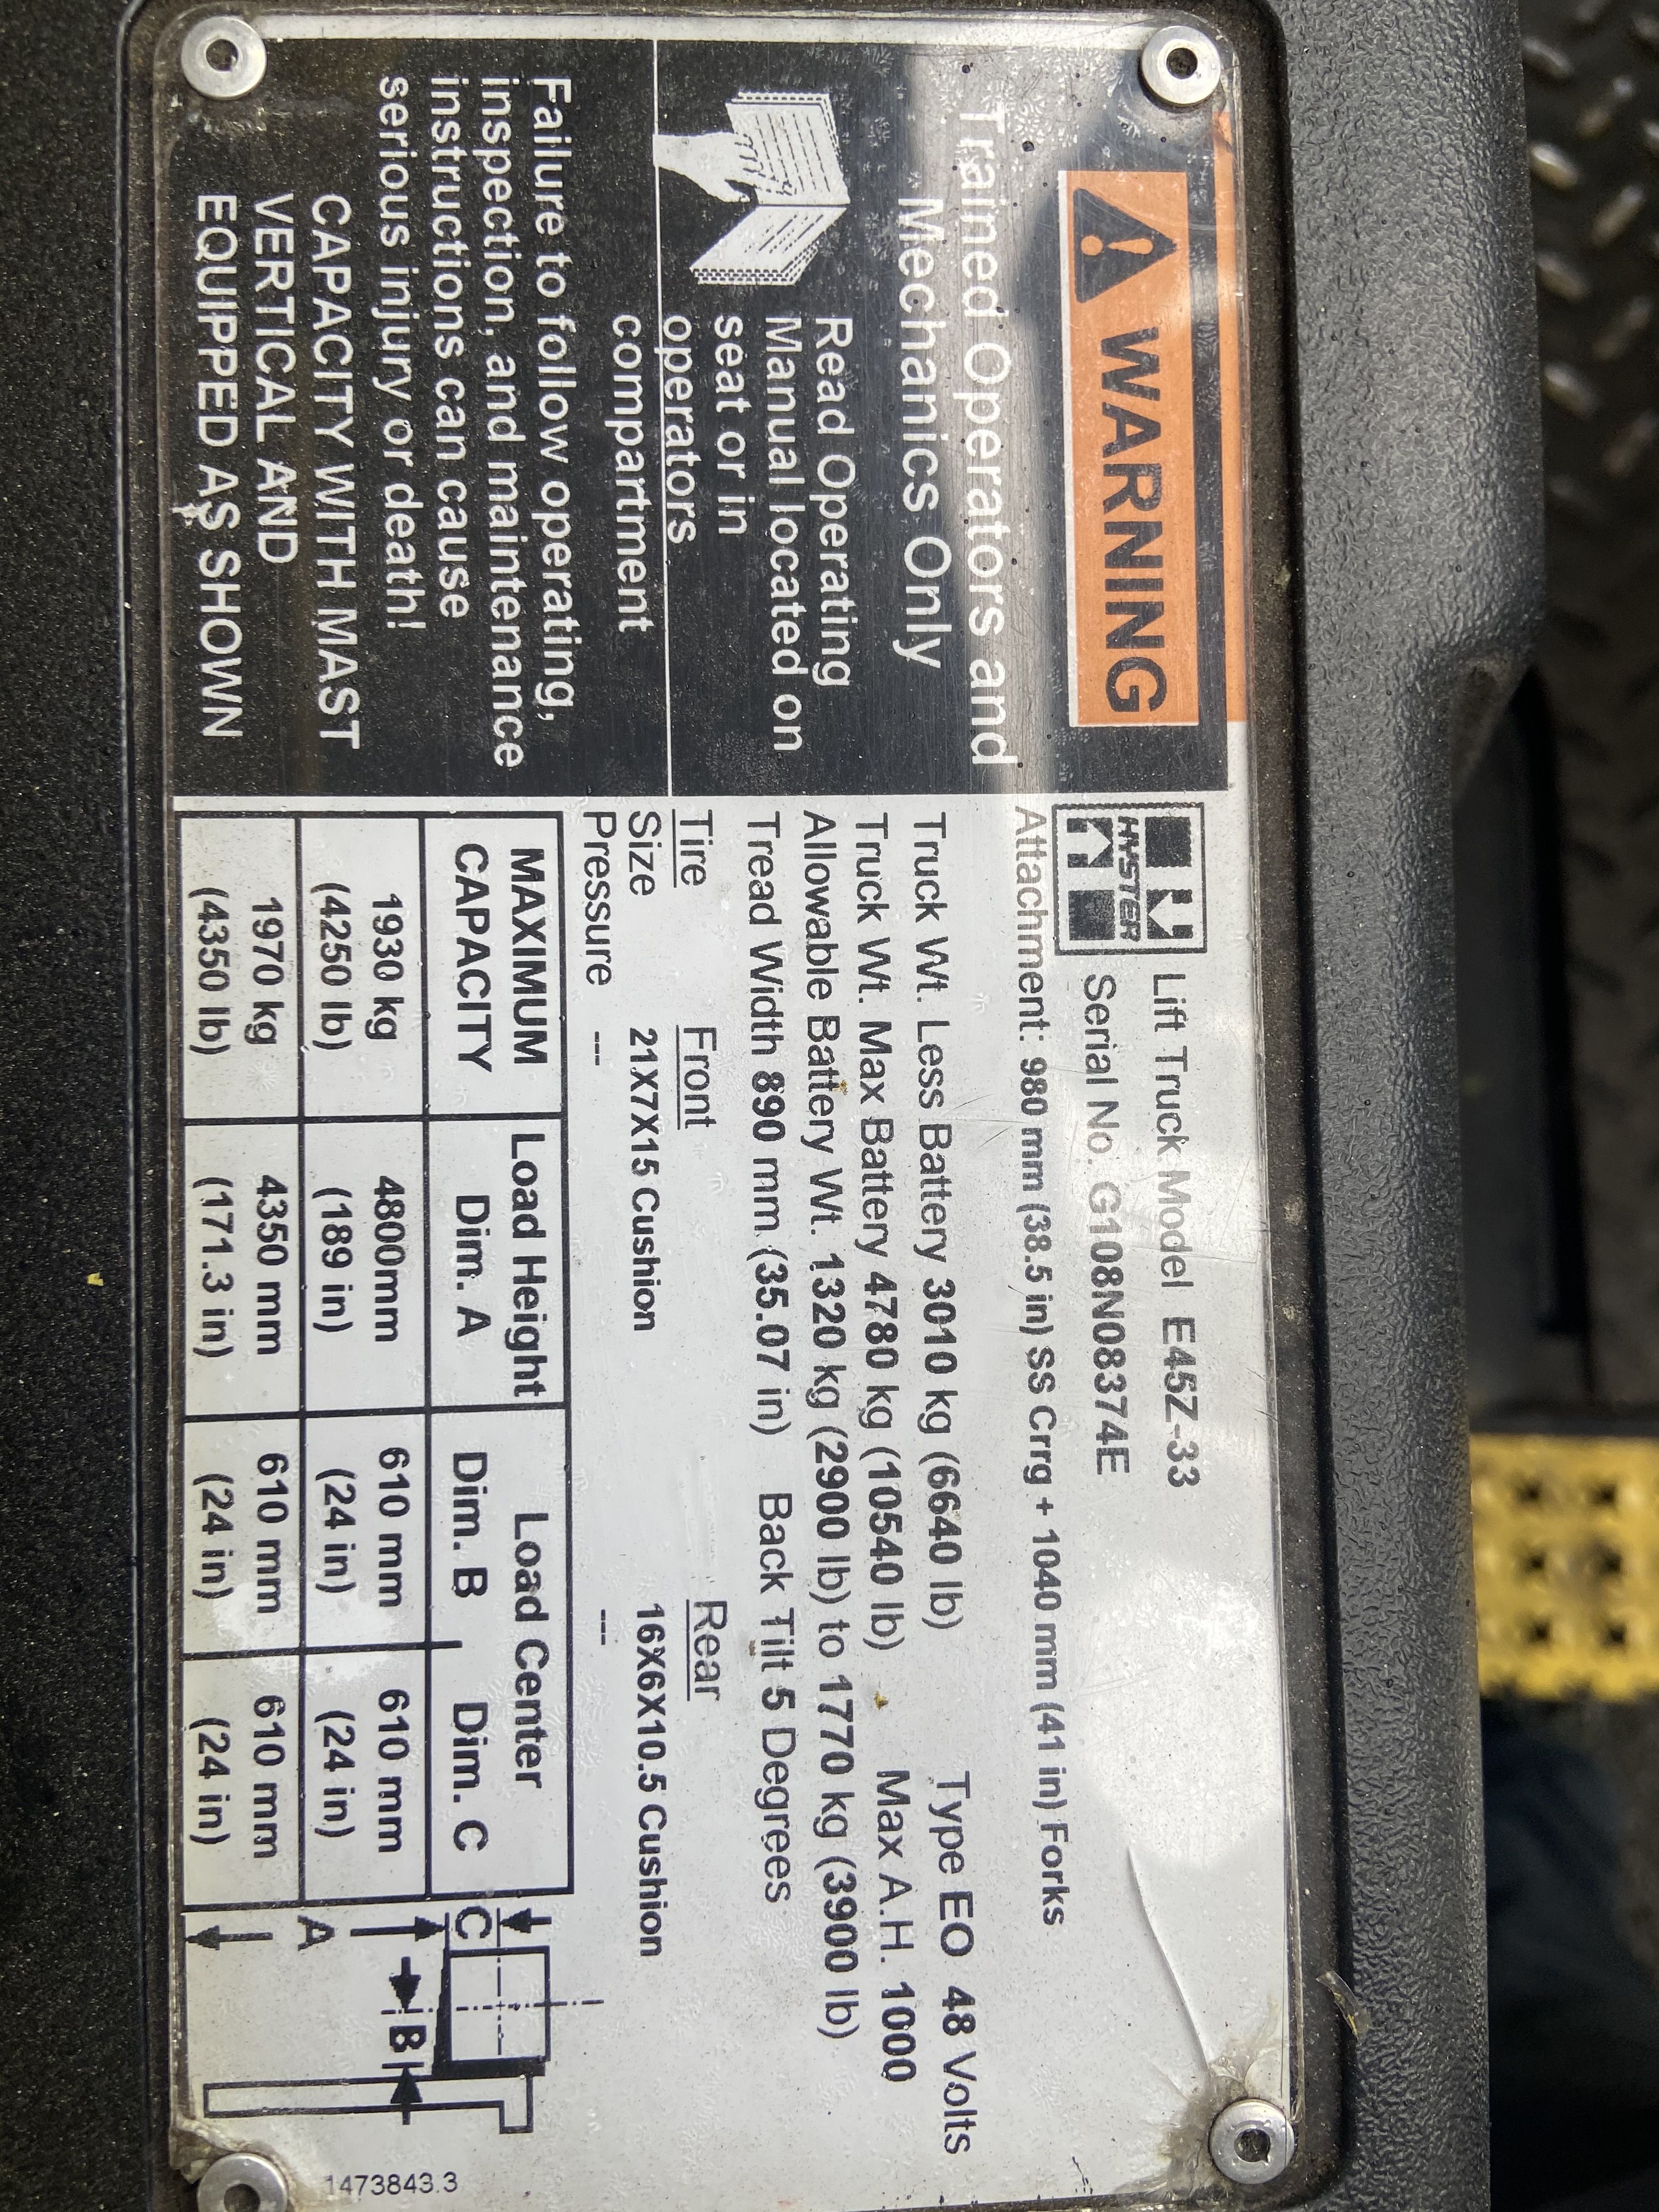 WARNING
Trained Operators and
Mechanics Only
Read Operating
Manual located on
seat or in
operators
compartment
Failure to follow operating,
inspection, and maintenance
instructions can cause
serious injury or death!
CAPACITY WITH MAST
VERTICAL AND
EQUIPPED AS SHOWN
HYSTER
Lift Truck Model E45Z-33
Serial No. G108N08374E
Attachment: 980 mm (38.5 in) SS Crrg + 1040 mm (41 in) Forks
Truck Wt. Less Battery 3010 kg (6640 lb) Type EO 48 Volts
Truck Wt. Max Battery 4780 kg (10540 lb) Max A.H. 1000
Allowable Battery Wt. 1320 kg (2900 lb) to 1770 kg (3900 lb)
Tread Width 890 mm (35.07 in) Back Tilt 5 Degrees
Tire Front Rear
Size 21X7X15 Cushion 16X6X10.5 Cushion
Pressure --- ---
MAXIMUM Load Height Load Center
CAPACITY Dim. A Dim. B Dim. C
1930 kg 4800mm 610 mm 610 mm
(4250 lb) (189 in) (24 in) (24 in)
1970 kg 4350 mm 610 mm 610 mm
(4350 lb) (171.3 in) (24 in) (24 in)
C
B
A
1473843.3